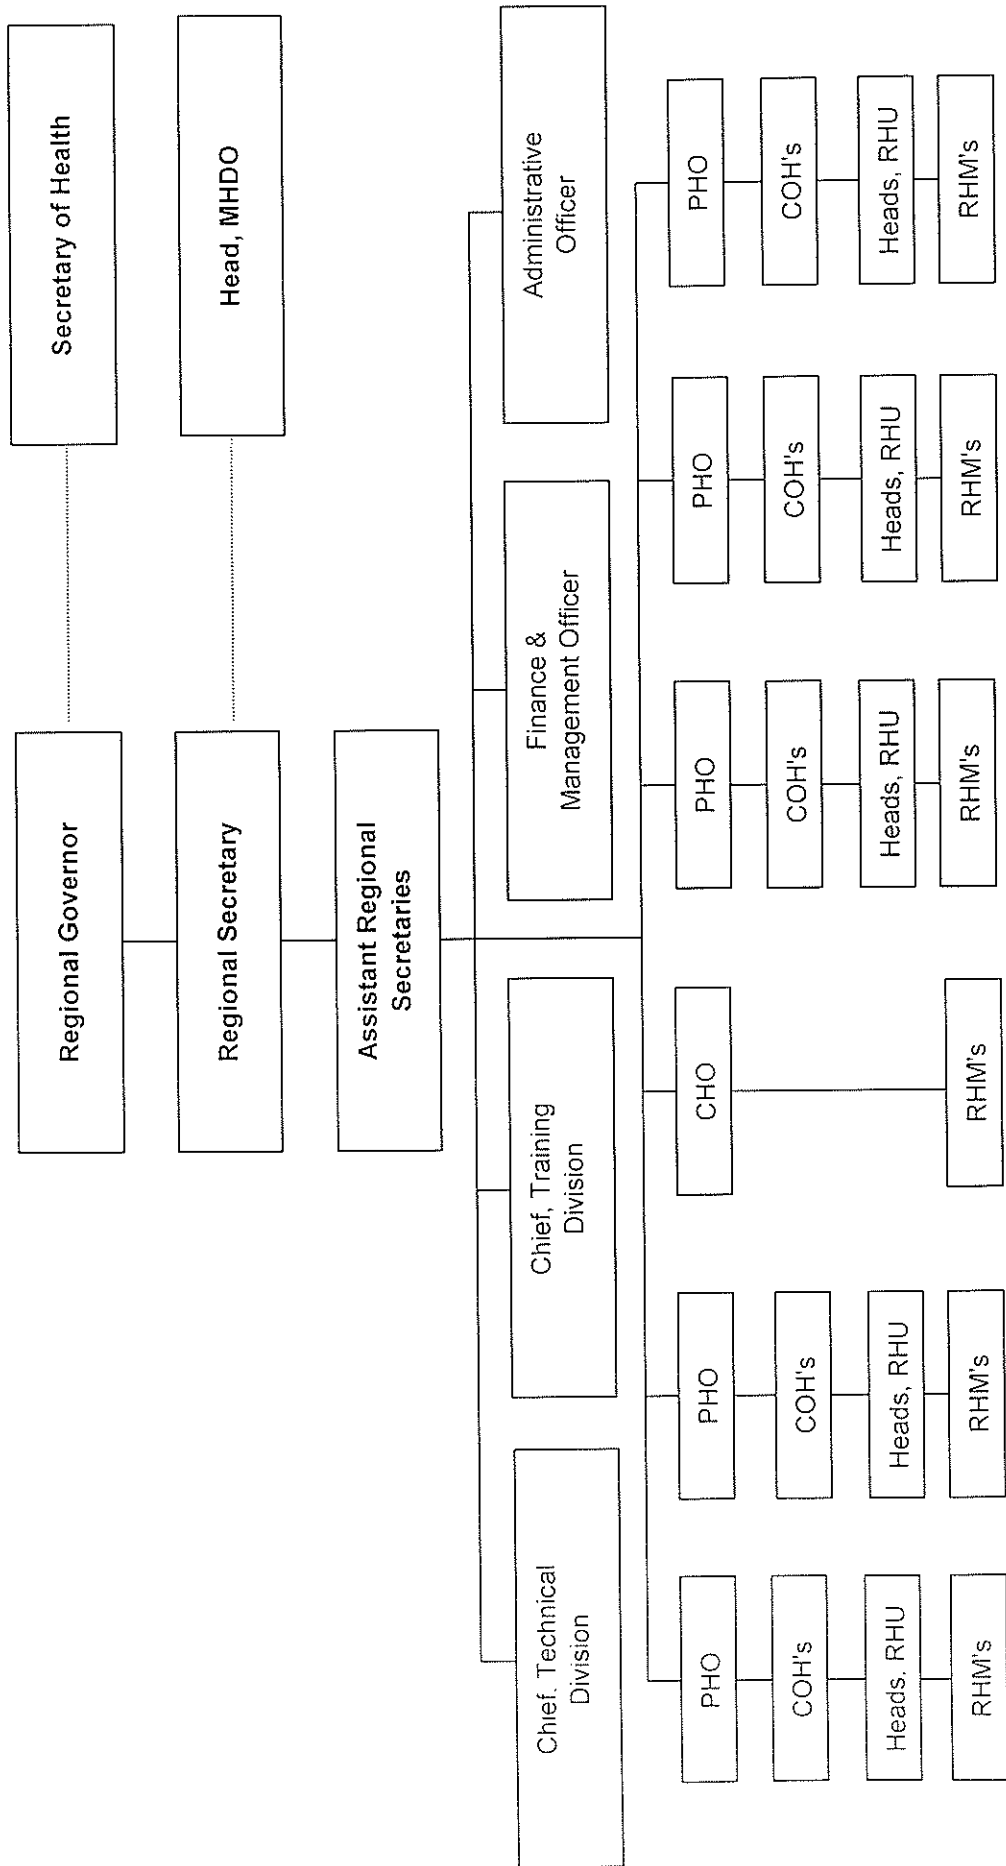 Regional Governor
Secretary of Health
Regional Secretary
Head, MHDO
Assistant Regional
Secretaries
Chief. Technical
Division
Chief, Training
Division
Finance &
Management Officer
Administrative
Officer
PHO
PHO
CHO
PHO
PHO
PHO
COH's
COH's
COH's
COH's
COH's
Heads. RHU
Heads, RHU
Heads, RHU
Heads, RHU
Heads, RHU
RHM's
RHM's
RHM's
RHM's
RHM's
RHM's